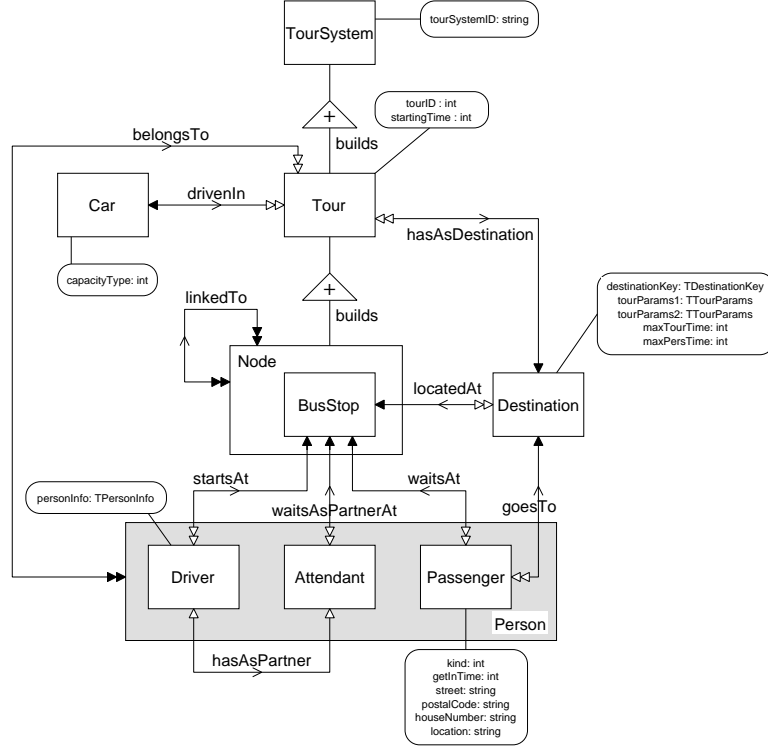 TourSystem
tourSystemID: string
+
builds
tourID : int
startingTime : int
belongsTo
Car
drivenIn
Tour
hasAsDestination
capacityType: int
+
builds
linkedTo
destinationKey: TDestinationKey
tourParams1: TTourParams
tourParams2: TTourParams
maxTourTime: int
maxPersTime: int
Node
BusStop
locatedAt
Destination
startsAt
waitsAt
personInfo: TPersonInfo
waitsAsPartnerAt
goesTo
Driver
Attendant
Passenger
Person
hasAsPartner
kind: int
getInTime: int
street: string
postalCode: string
houseNumber: string
location: string